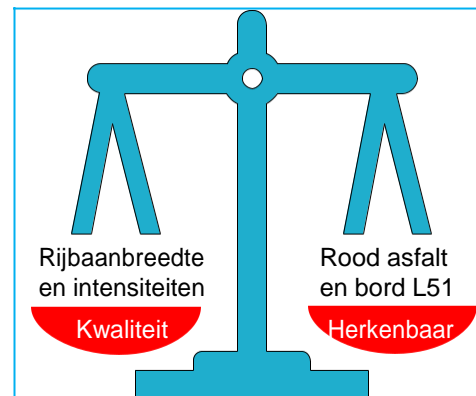 Rijbaanbreedte
en intensiteiten
Kwaliteit
Rood asfalt
en bord L51
Herkenbaar